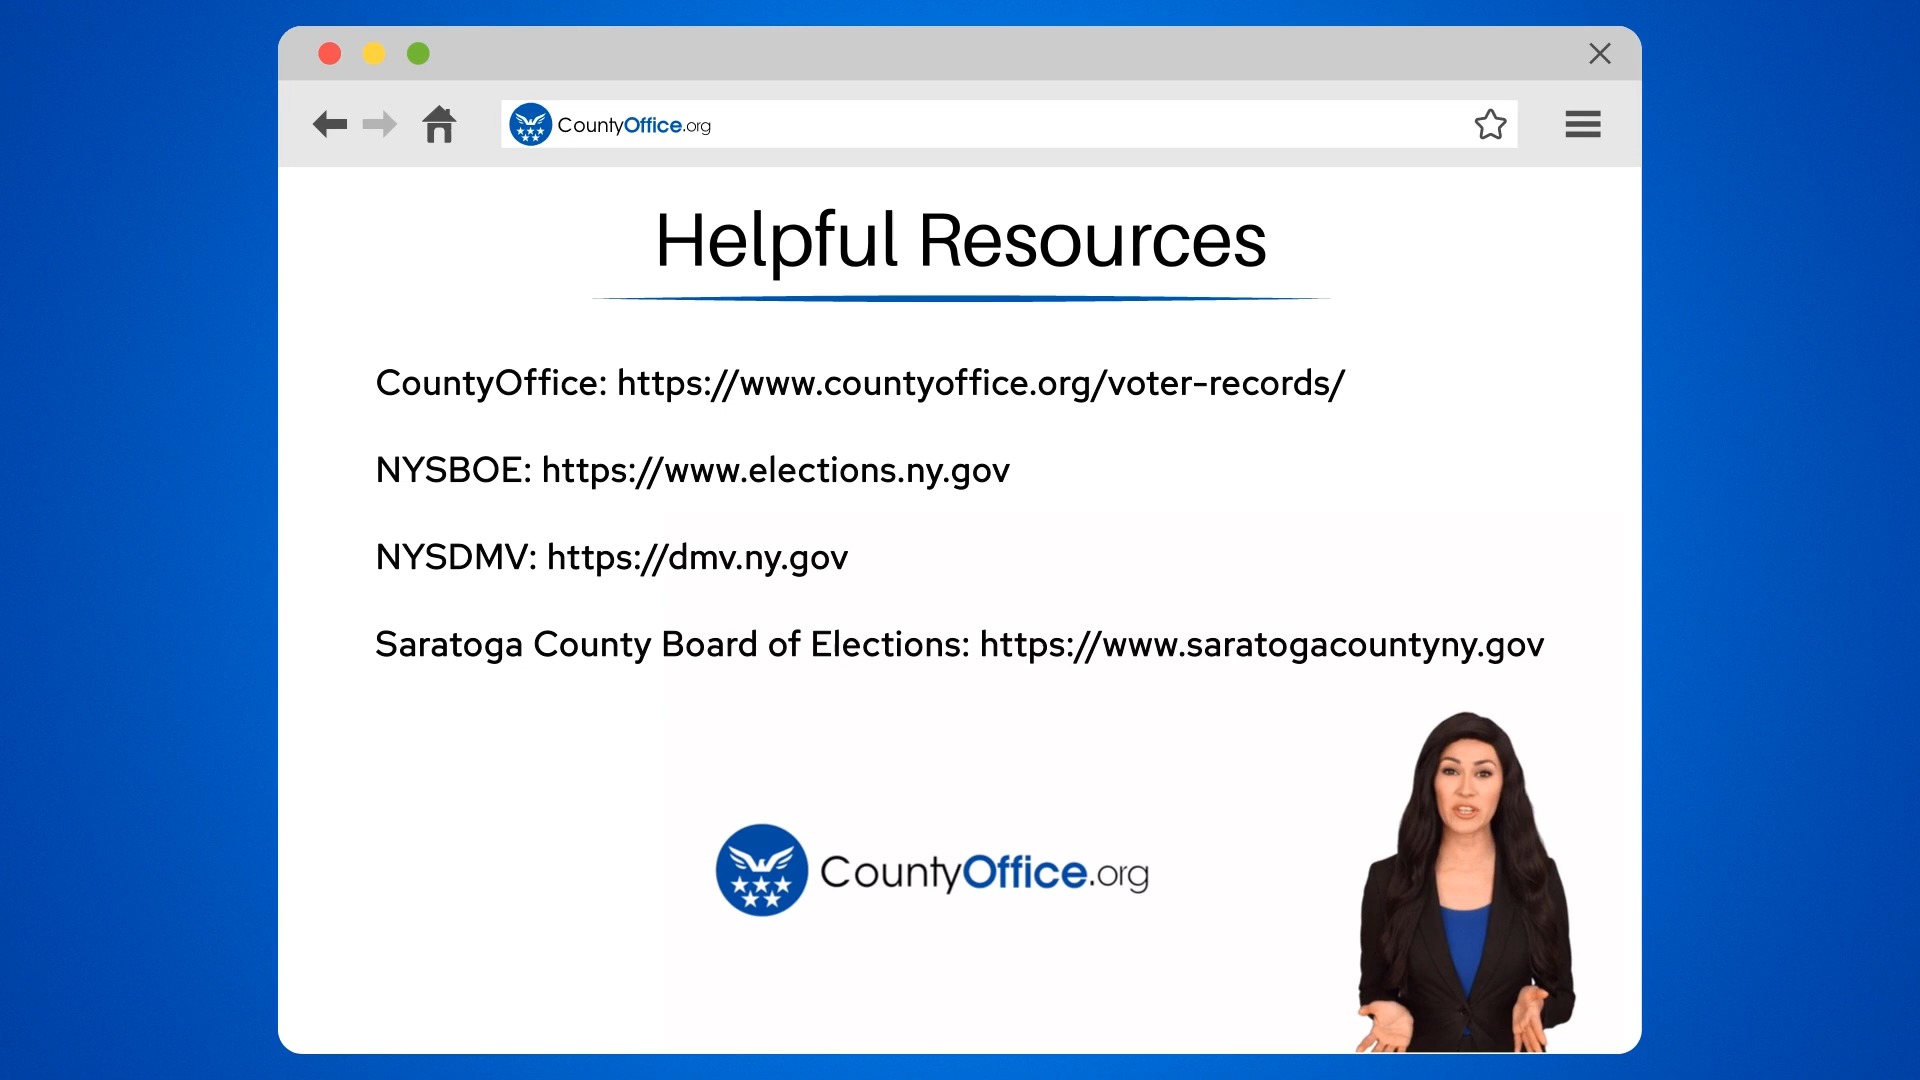 CountyOffice.org
Helpful Resources
CountyOffice: https://www.countyoffice.org/voter-records/
NYSBOE: https://www.elections.ny.gov
NYSDMV: https://dmv.ny.gov
Saratoga County Board of Elections: https://www.saratogacountyny.gov
CountyOffice.org